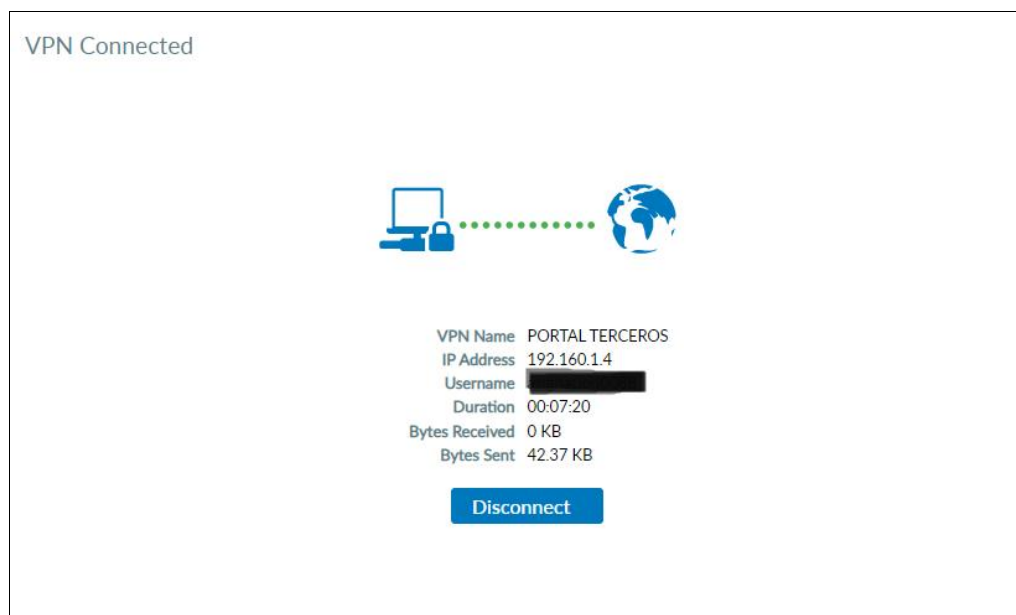 VPN Connected
VPN Name PORTAL TERCEROS
IP Address 192.160.1.4
Username
Duration 00:07:20
Bytes Received 0 KB
Bytes Sent 42.37 KB
Disconnect